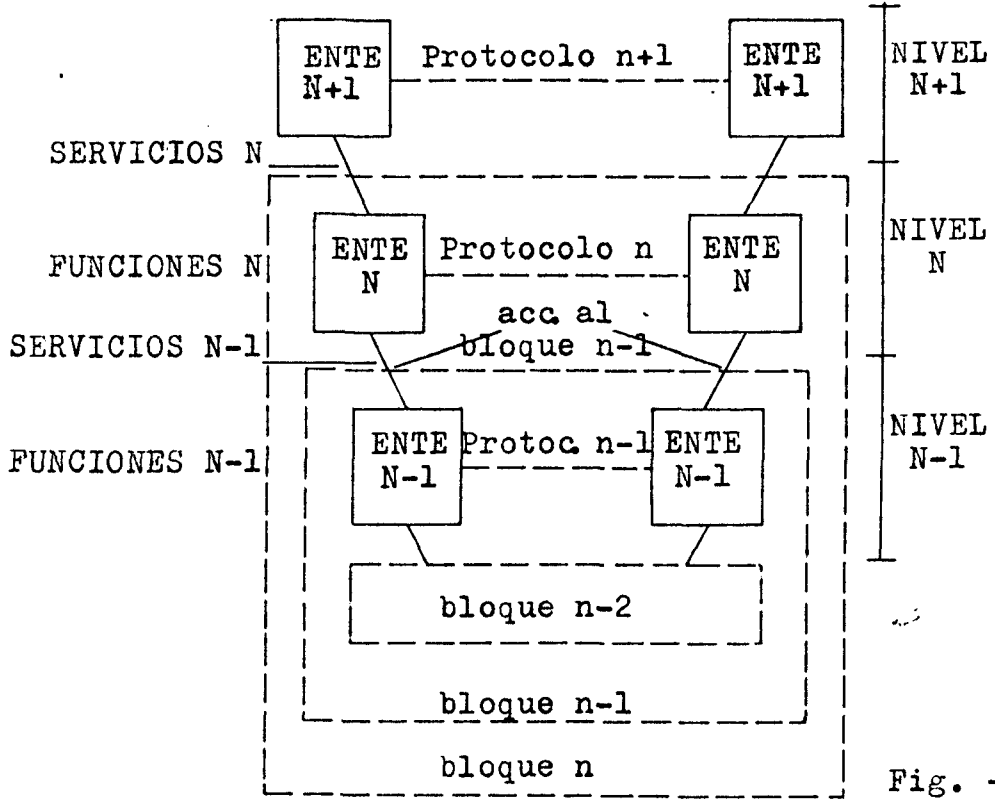 ENTE
N+1
Protocolo n+1
ENTE
N+1
NIVEL
N+1
SERVICIOS N
ENTE
N
Protocolo n
ENTE
N
NIVEL
N
FUNCIONES N
acc. al
bloque n-1
SERVICIOS N-1
ENTE
N-1
Protoc. n-1
ENTE
N-1
NIVEL
N-1
FUNCIONES N-1
bloque n-2
bloque n-1
bloque n
Fig. -